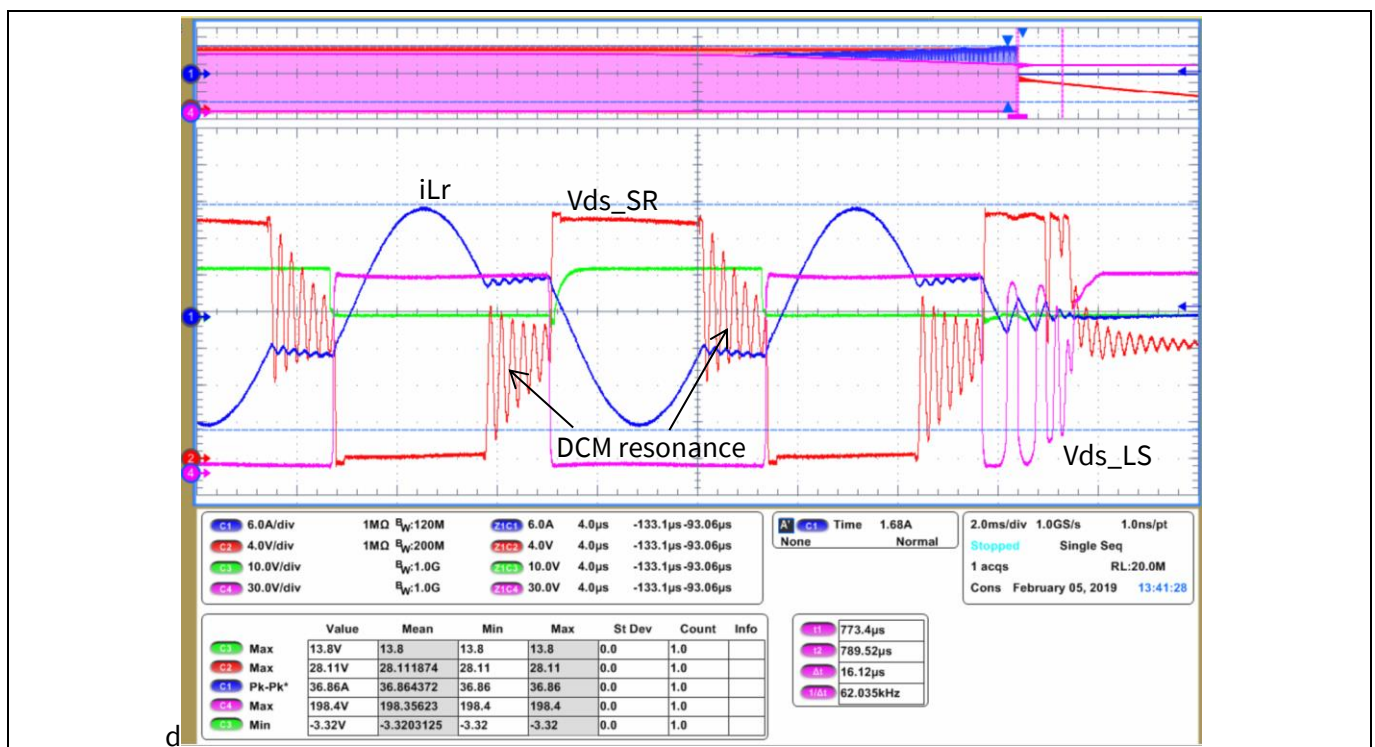 1
4
iLr
Vds_SR
1
DCM resonance
Vds_LS
2
4
C1 6.0A/div 1MΩ BW:120M Z1C1 6.0A 4.0µs -133.1µs -93.06µs
C2 4.0V/div 1MΩ BW:200M Z1C2 4.0V 4.0µs -133.1µs -93.06µs
C3 10.0V/div BW:1.0G Z1C3 10.0V 4.0µs -133.1µs -93.06µs
C4 30.0V/div BW:1.0G Z1C4 30.0V 4.0µs -133.1µs -93.06µs
A' C1 Time 1.68A
None Normal
2.0ms/div 1.0GS/s 1.0ns/pt
Stopped Single Seq
1 acqs RL:20.0M
Cons February 05, 2019 13:41:28
Value Mean Min Max St Dev Count Info
C3 Max 13.8V 13.8 13.8 13.8 0.0 1.0
C2 Max 28.11V 28.111874 28.11 28.11 0.0 1.0
C1 Pk-Pk* 36.86A 36.864372 36.86 36.86 0.0 1.0
C4 Max 198.4V 198.35623 198.4 198.4 0.0 1.0
C3 Min -3.32V -3.3203125 -3.32 -3.32 0.0 1.0
t1 773.4µs
t2 789.52µs
Δt 16.12µs
1/Δt 62.035kHz
d